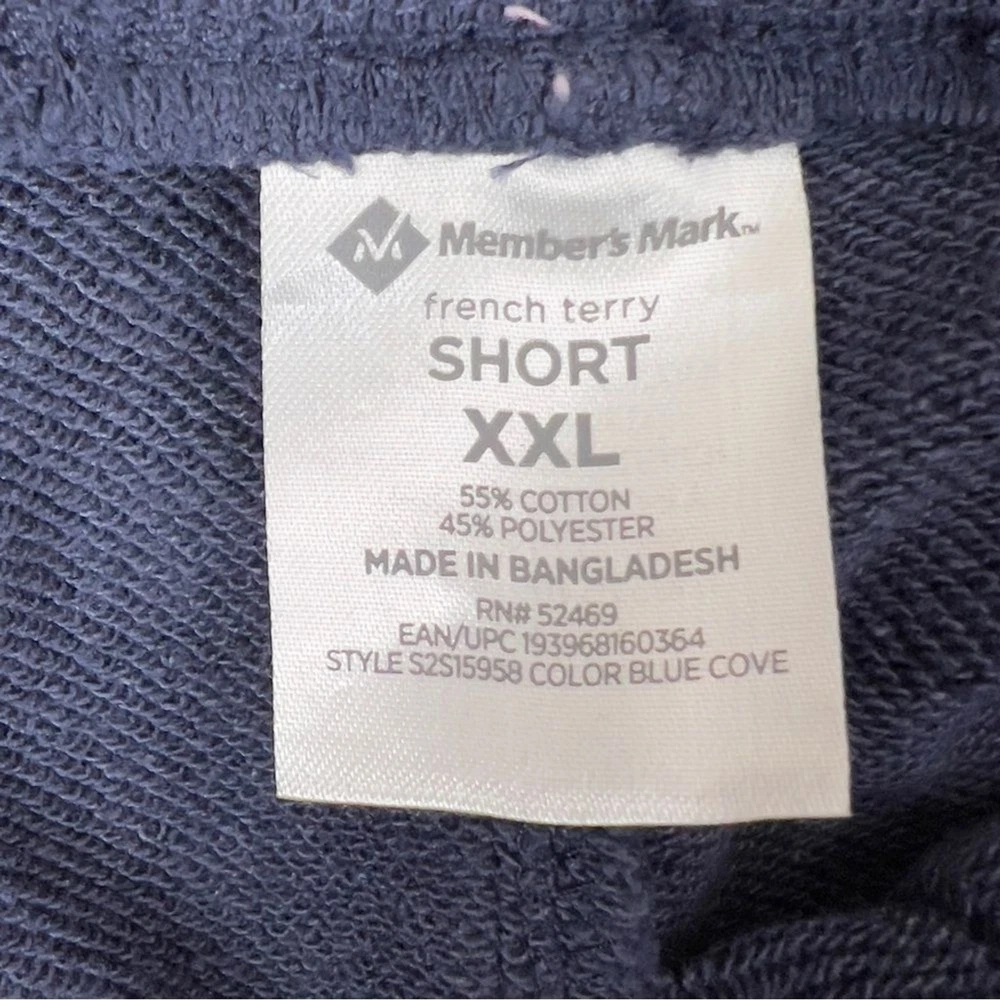 Member's Mark™
french terry
SHORT
XXL
55% COTTON
45% POLYESTER
MADE IN BANGLADESH
RN# 52469
EAN/UPC 193968160364
STYLE S2S15958 COLOR BLUE COVE